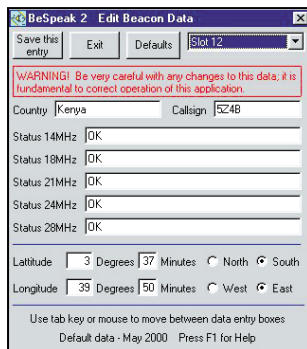 BeSpeak 2 Edit Beacon Data
Save this entry Exit Defaults Slot 12
WARNING! Be very careful with any changes to this data; it is
fundamental to correct operation of this application.
Country Kenya Callsign 5Z4B
Status 14MHz OK
Status 18MHz OK
Status 21MHz OK
Status 24MHz OK
Status 28MHz OK
Lattitude 3 Degrees 37 Minutes North South
Longitude 39 Degrees 50 Minutes West East
Use tab key or mouse to move between data entry boxes
Default data - May 2000 Press F1 for Help